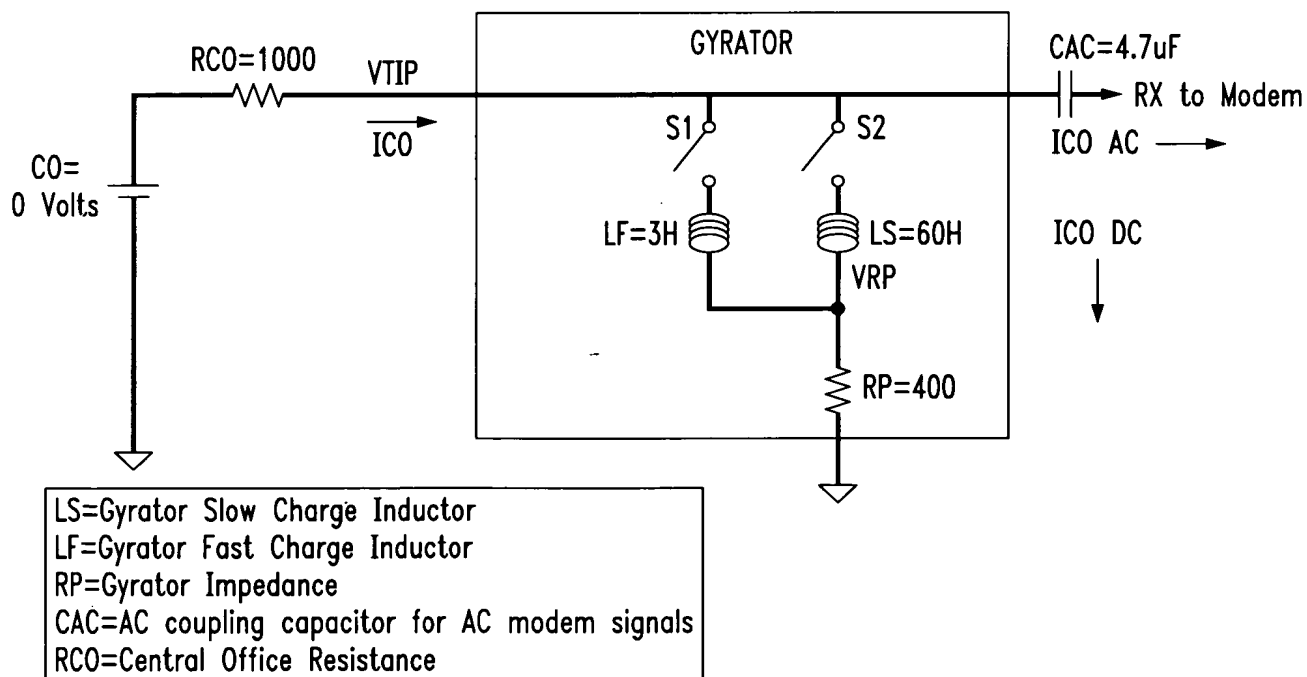 GYRATOR
RCO=1000
VTIP
ICO
CAC=4.7uF
RX to Modem
ICO AC
S1
S2
CO=
0 Volts
LF=3H
LS=60H
ICO DC
VRP
RP=400
LS=Gyrator Slow Charge Inductor
LF=Gyrator Fast Charge Inductor
RP=Gyrator Impedance
CAC=AC coupling capacitor for AC modem signals
RCO=Central Office Resistance